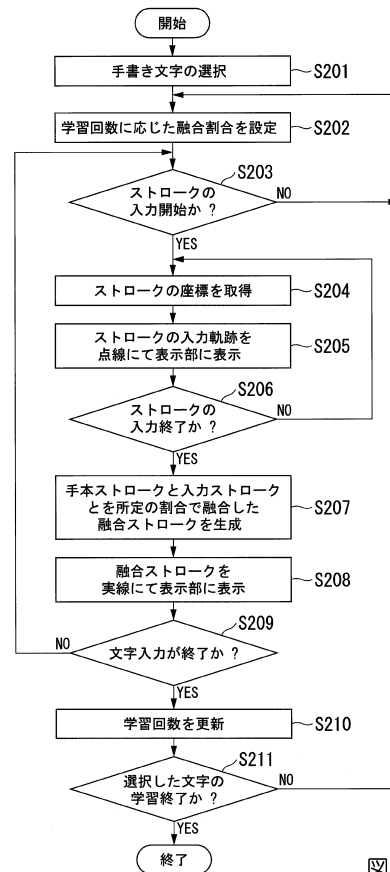 開始
手書き文字の選択
S201
学習回数に応じた融合割合を設定
S202
S203
ストロークの
入力開始か ?
NO
YES
ストロークの座標を取得
S204
ストロークの入力軌跡を
点線にて表示部に表示
S205
S206
ストロークの
入力終了か ?
NO
YES
手本ストロークと入力ストローク
とを所定の割合で融合した
融合ストロークを生成
S207
融合ストロークを
実線にて表示部に表示
S208
S209
NO
文字入力が終了か ?
YES
学習回数を更新
S210
S211
選択した文字の
学習終了か ?
NO
YES
終了
図